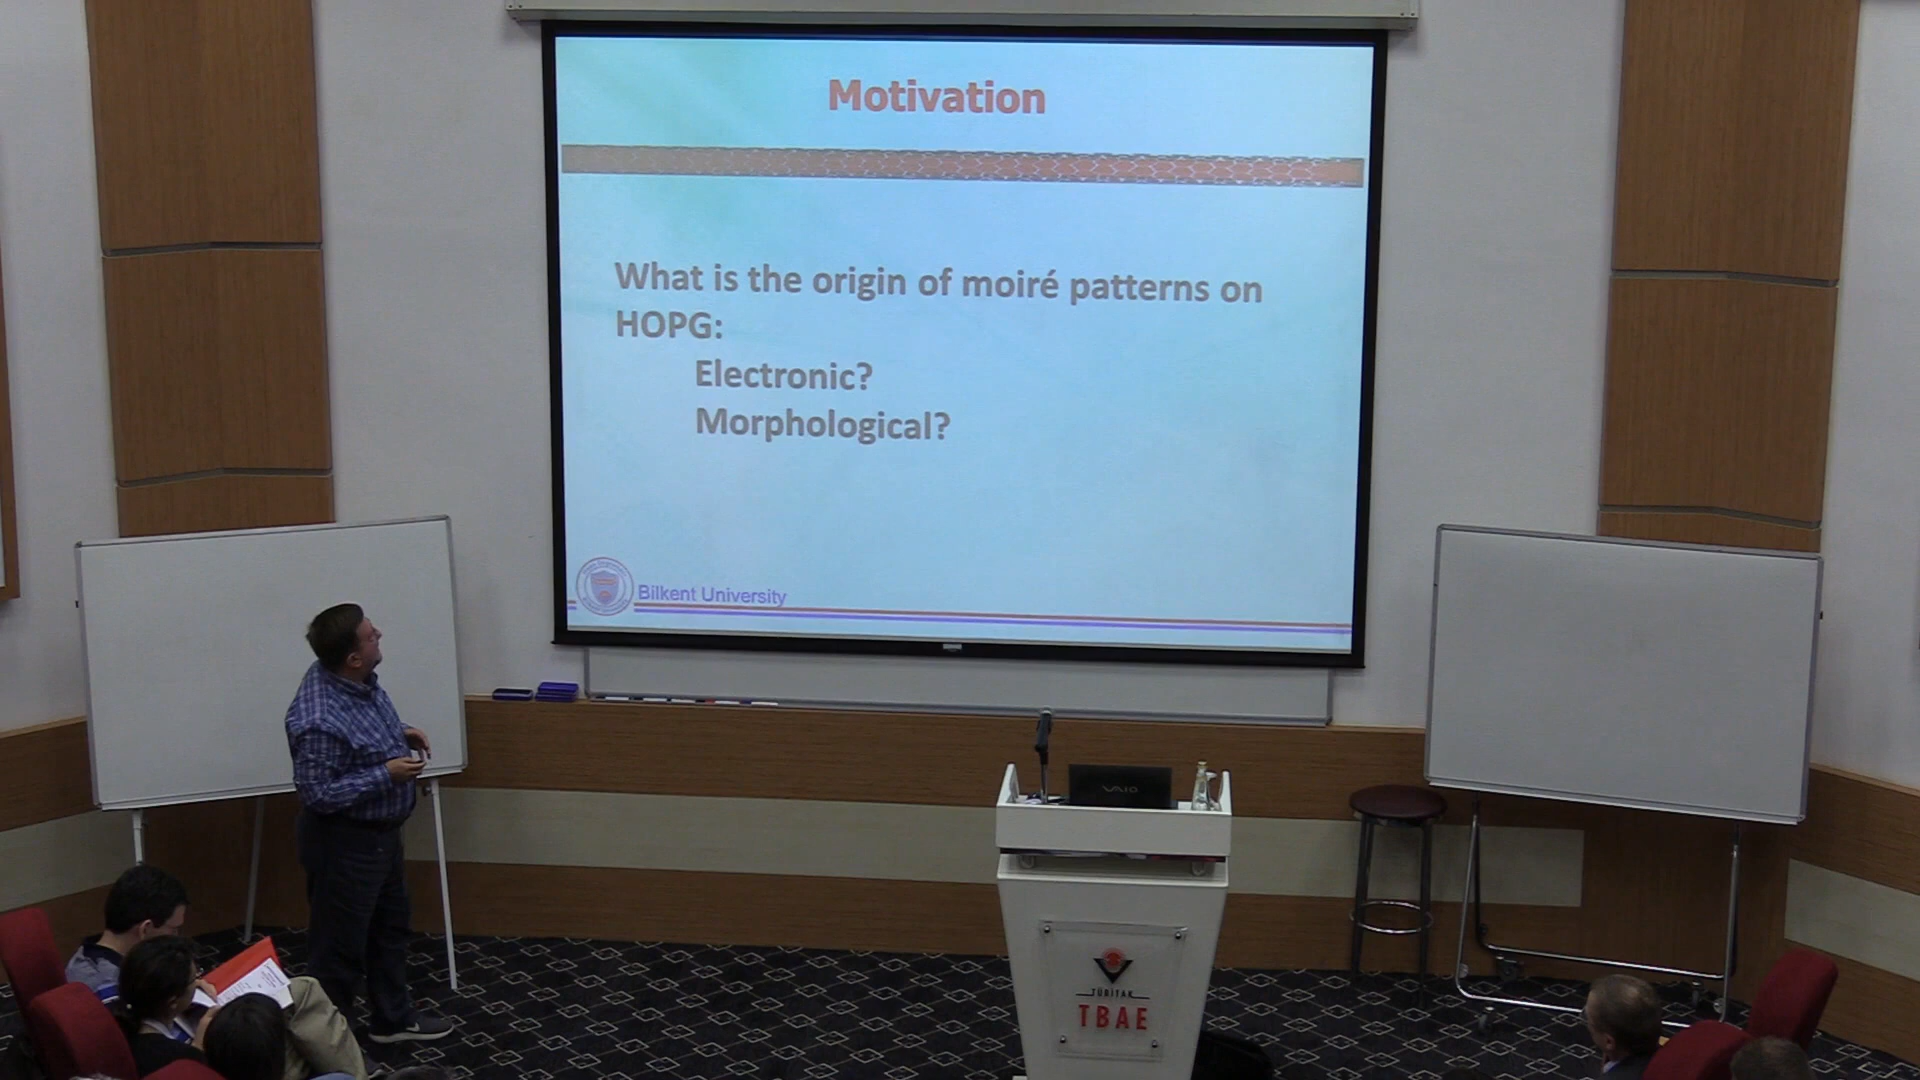 Motivation
What is the origin of moiré patterns on
HOPG:
Electronic?
Morphological?
Bilkent University
VAIO
TÜBİTAK
TBAE